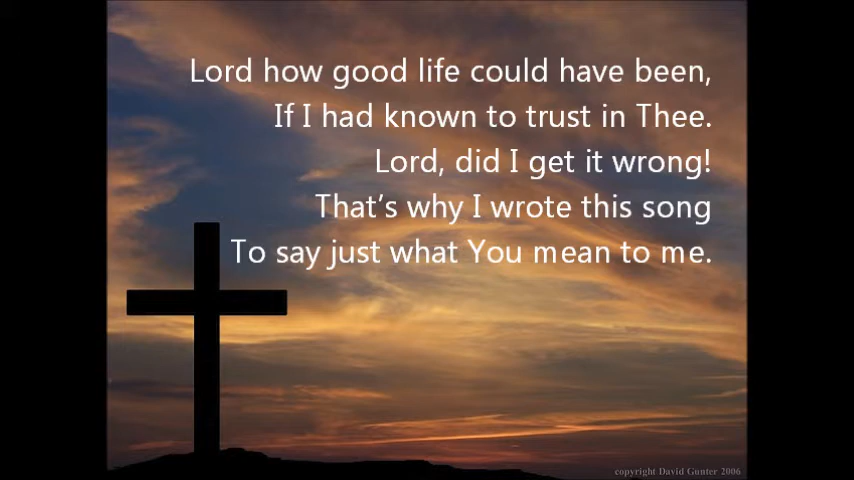 Lord how good life could have been,
If I had known to trust in Thee.
Lord, did I get it wrong!
That's why I wrote this song
To say just what You mean to me.
copyright David Gunter 2006